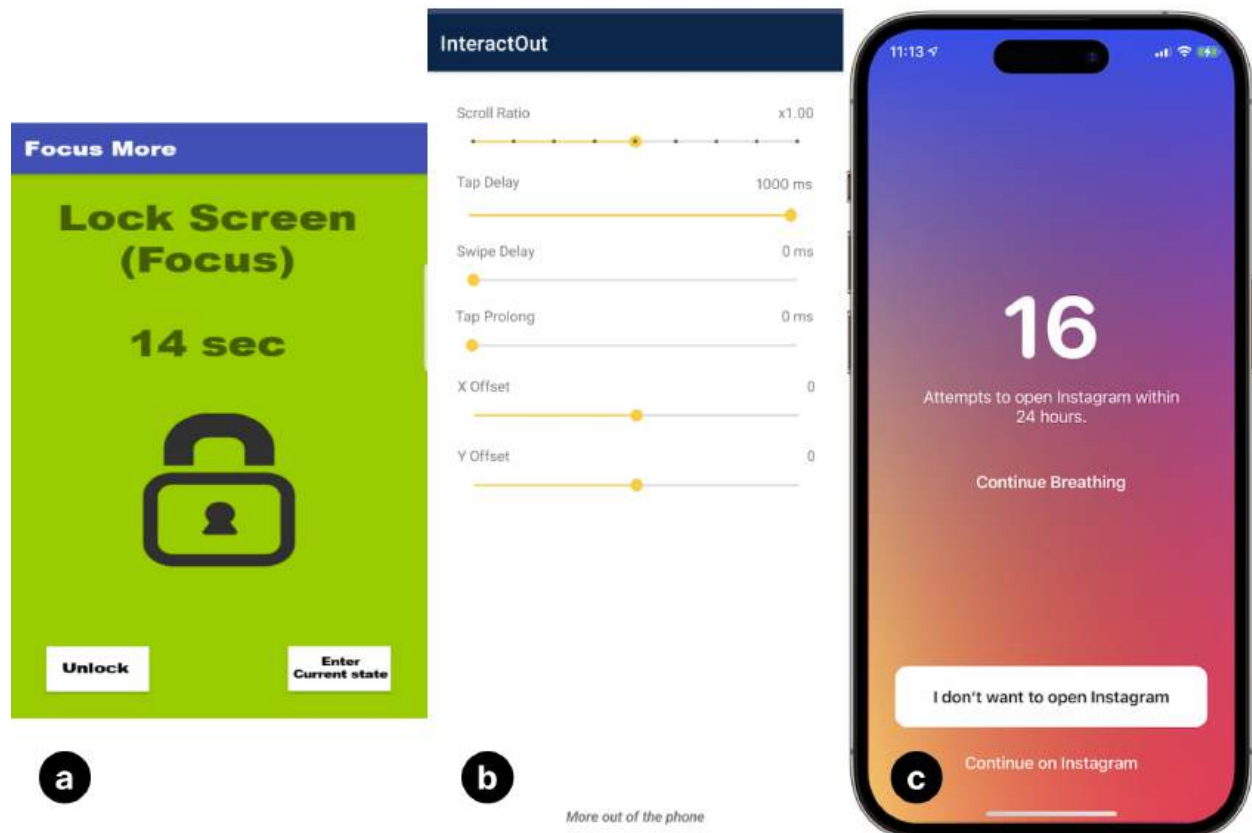 Focus More
Lock Screen
(Focus)
14 sec
Unlock
Enter
Current state
a
InteractOut
Scroll Ratio x1.00
Tap Delay 1000 ms
Swipe Delay 0 ms
Tap Prolong 0 ms
X Offset 0
Y Offset 0
b
More out of the phone
11:13
16
Attempts to open Instagram within
24 hours.
Continue Breathing
I don't want to open Instagram
Continue on Instagram
c